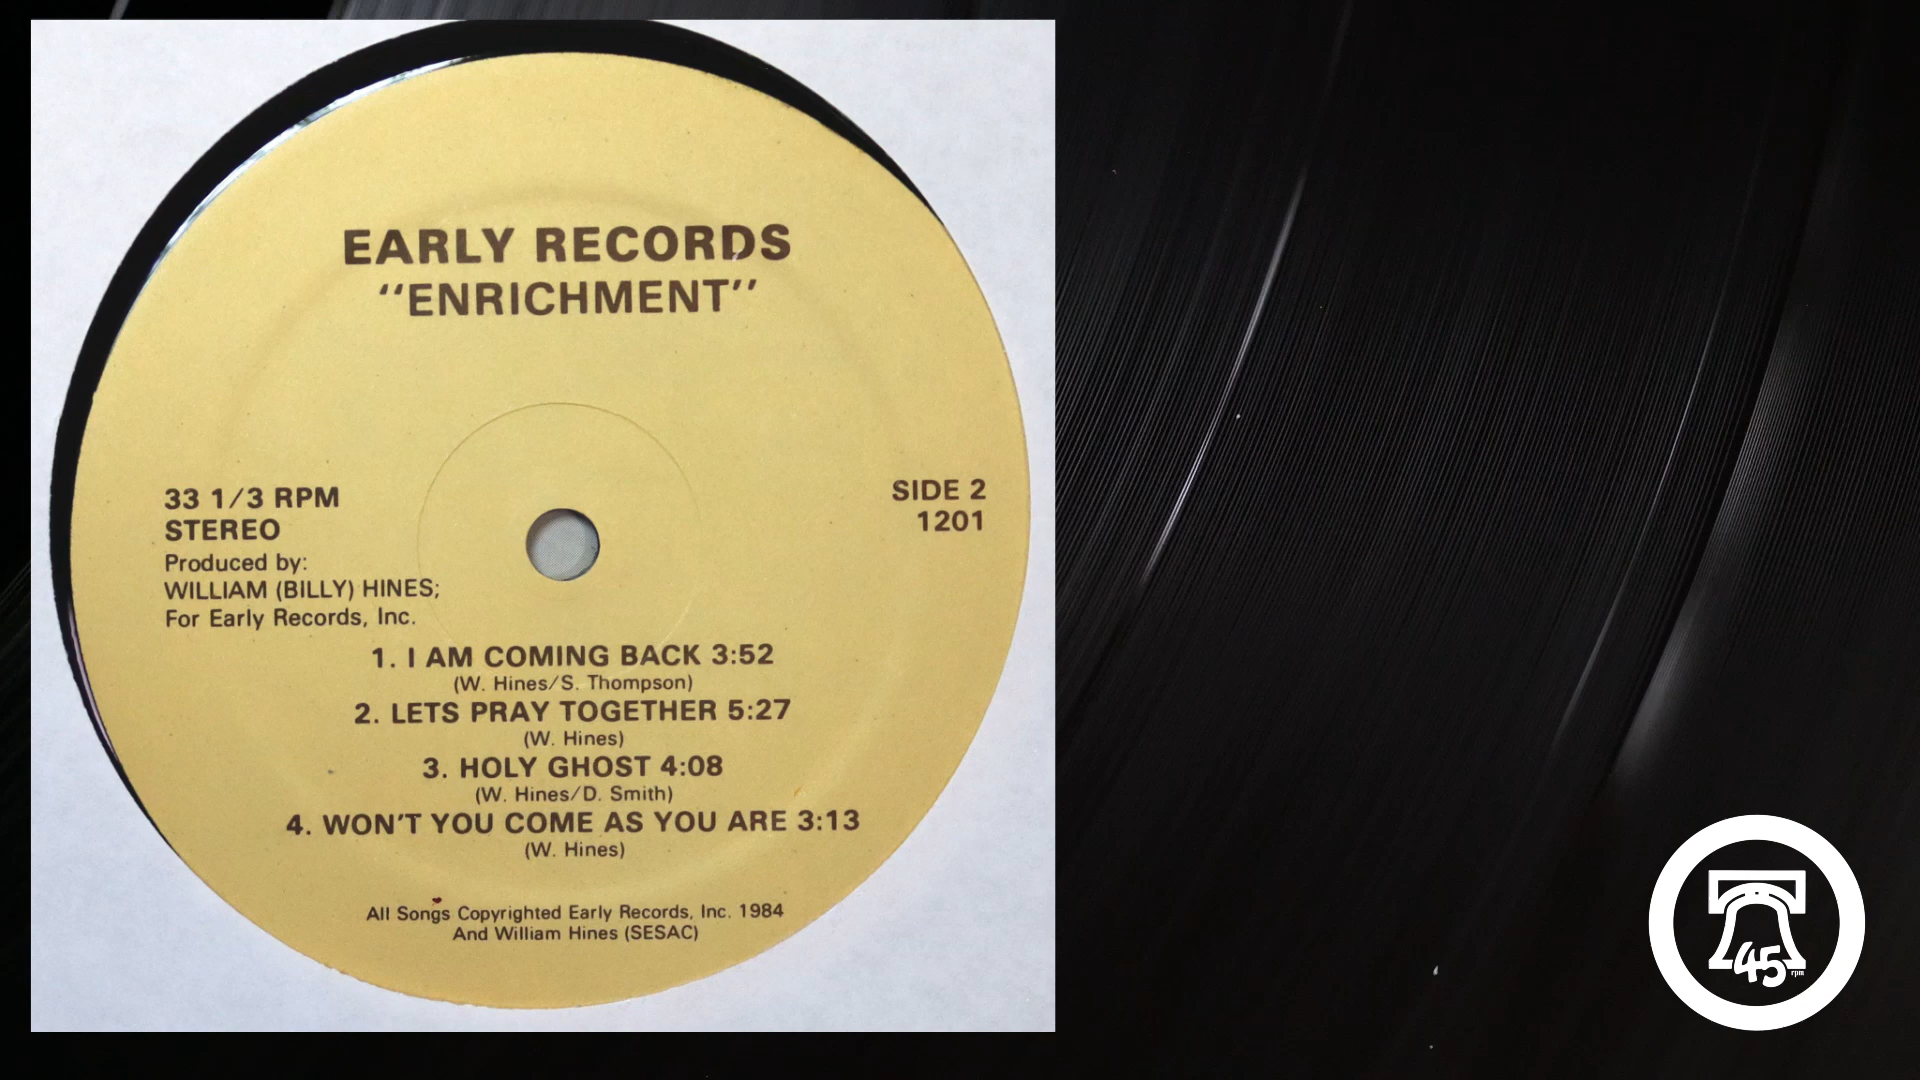 EARLY RECORDS
"ENRICHMENT"
33 1/3 RPM
STEREO
Produced by:
WILLIAM (BILLY) HINES;
For Early Records, Inc.
SIDE 2
1201
1. I AM COMING BACK 3:52
(W. Hines/S. Thompson)
2. LETS PRAY TOGETHER 5:27
(W. Hines)
3. HOLY GHOST 4:08
(W. Hines/D. Smith)
4. WON'T YOU COME AS YOU ARE 3:13
(W. Hines)
All Songs Copyrighted Early Records, Inc. 1984
And William Hines (SESAC)
45 rpm